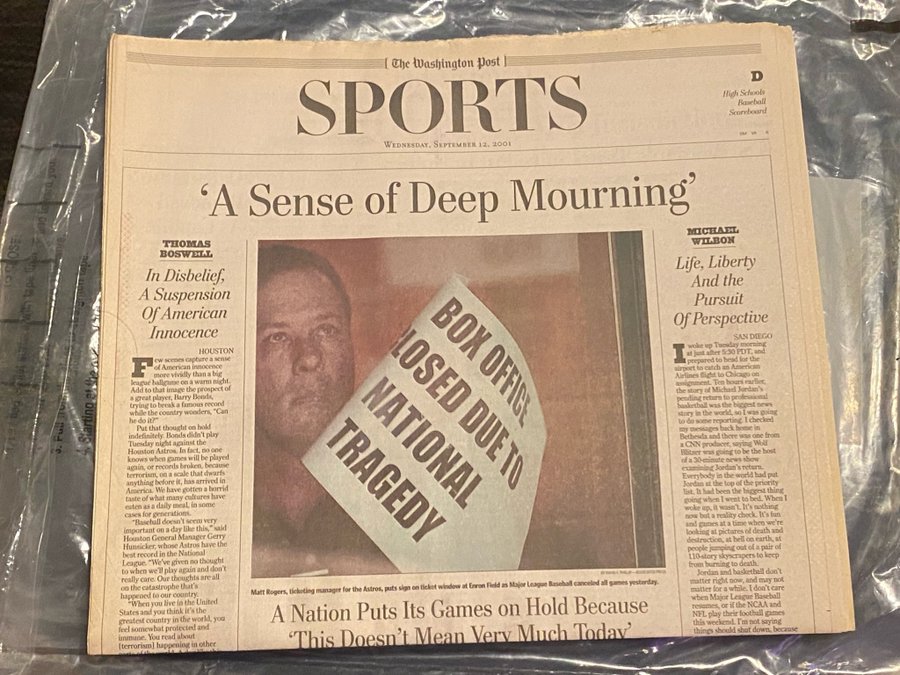 [ The Washington Post ]
SPORTS
WEDNESDAY, SEPTEMBER 12, 2001
D
High Schools
Baseball
Scoreboard
'A Sense of Deep Mourning'
THOMAS
BOSWELL
In Disbelief,
A Suspension
Of American
Innocence
HOUSTON
Few scenes capture a sense
of American innocence
more vividly than a big
league ballgame on a warm night.
Add to that image the prospect of
a great player, Barry Bonds,
trying to break a famous record
while the country wonders, "Can
he do it?"
Put that thought on hold
indefinitely. Bonds didn't play
Tuesday night against the
Houston Astros. In fact, no one
knows when games will be played
again, or records broken, because
terrorism, on a scale that dwarfs
anything before it, has arrived in
America. We have gotten a horrid
taste of what many cultures have
eaten as a daily meal, in some
cases for generations.
"Baseball doesn't seem very
important on a day like this," said
Houston General Manager Gerry
Hunsicker, whose Astros have the
best record in the National
League. "We've given no thought
to when we'll play again and don't
really care. Our thoughts are all
on the catastrophe that's
happened to our country.
"When you live in the United
States and you think it's the
greatest country in the world, you
feel somewhat protected and
immune. You read about
[terrorism] happening in other
BOX OFFICE
LOSED DUE TO
NATIONAL
TRAGEDY
Matt Rogers, ticketing manager for the Astros, puts sign on ticket window at Enron Field as Major League Baseball canceled all games yesterday.
A Nation Puts Its Games on Hold Because
'This Doesn't Mean Very Much Today'
MICHAEL
WILBON
Life, Liberty
And the
Pursuit
Of Perspective
SAN DIEGO
I woke up Tuesday morning
at just after 5:30 PDT, and
prepared to head for the
airport to catch an American
Airlines flight to Chicago on
assignment. Ten hours earlier,
the story of Michael Jordan's
pending return to professional
basketball was the biggest news
story in the world, so I was going
to do some reporting. I checked
my messages back home in
Bethesda and there was one from
a CNN producer, saying Wolf
Blitzer was going to be the host
of a 30-minute news show
examining Jordan's return.
Everybody in the world had put
Jordan at the top of the priority
list. It had been the biggest thing
going when I went to bed. When I
woke up, it wasn't. It's nothing
now but a reality check. It's fun
and games at a time when we're
looking at pictures of death and
destruction, at hell on earth, at
people jumping out of a pair of
110-story skyscrapers to keep
from burning to death.
Jordan and basketball don't
matter right now, and may not
matter for a while. I don't care
when Major League Baseball
resumes, or if the NCAA and
NFL play their football games
this weekend. I'm not saying
things should shut down, because